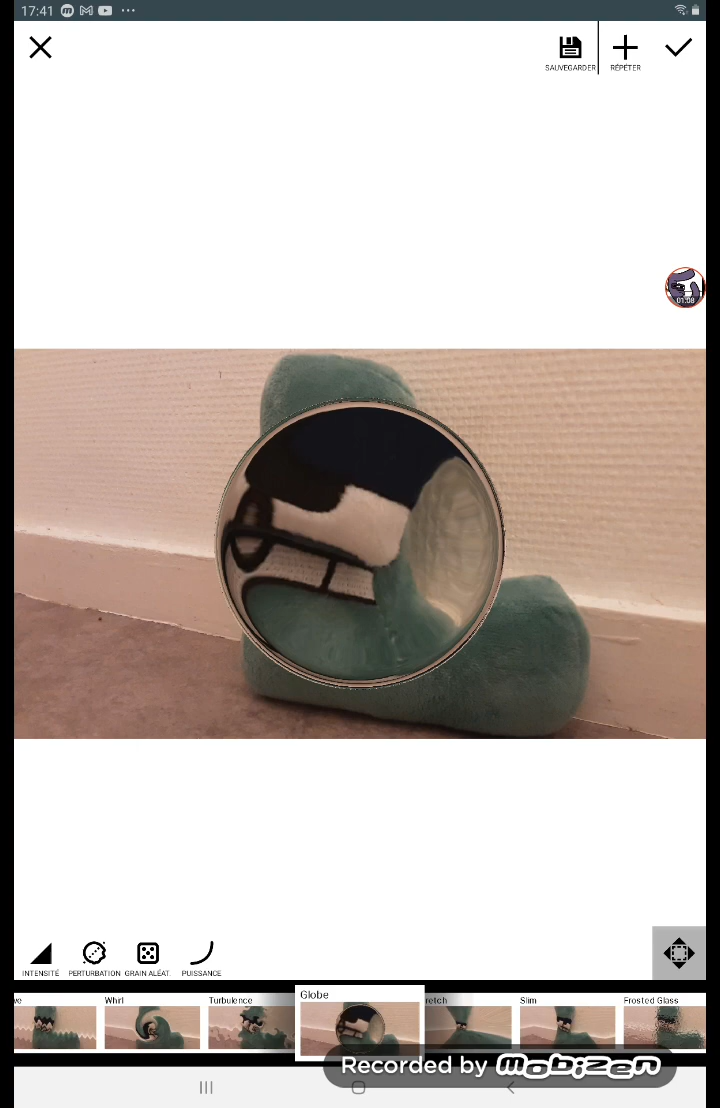 17:41
SAUVEGARDER
RÉPÉTER
01:08
INTENSITÉ
PERTURBATION
GRAIN ALÉAT.
PUISSANCE
Whirl
Turbulence
Globe
retch
Slim
Frosted Glass
Recorded by mobizen